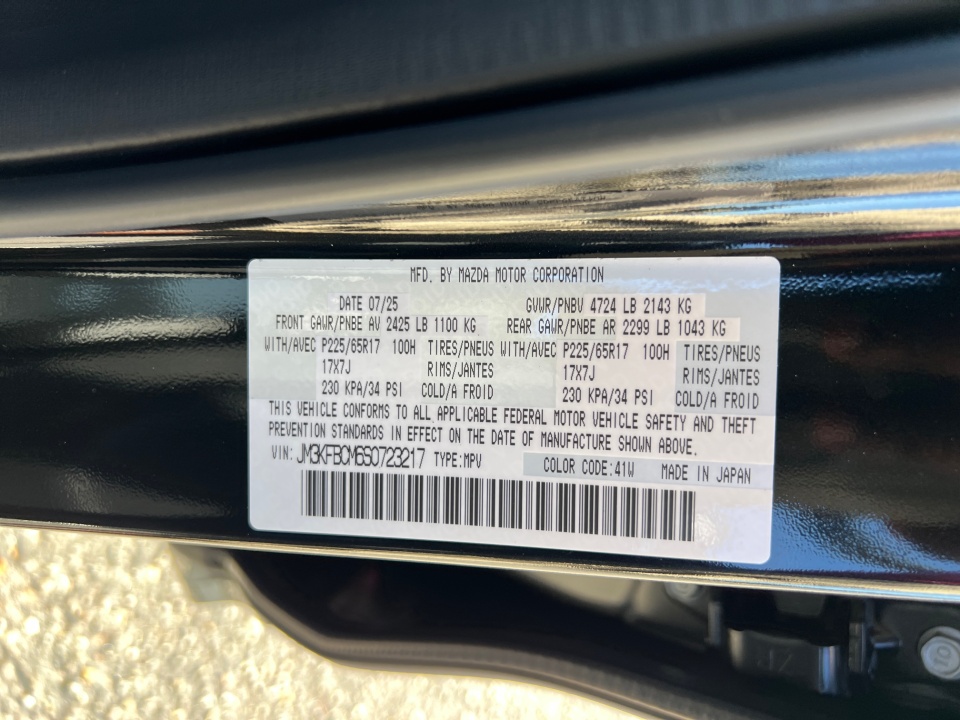 MFD. BY MAZDA MOTOR CORPORATION
DATE 07/25 GVWR/PNBV 4724 LB 2143 KG
FRONT GAWR/PNBE AV 2425 LB 1100 KG REAR GAWR/PNBE AR 2299 LB 1043 KG
WITH/AVEC P225/65R17 100H TIRES/PNEUS WITH/AVEC P225/65R17 100H TIRES/PNEUS
17X7J RIMS/JANTES 17X7J RIMS/JANTES
230 KPA/34 PSI COLD/A FROID 230 KPA/34 PSI COLD/A FROID
THIS VEHICLE CONFORMS TO ALL APPLICABLE FEDERAL MOTOR VEHICLE SAFETY AND THEFT
PREVENTION STANDARDS IN EFFECT ON THE DATE OF MANUFACTURE SHOWN ABOVE.
VIN: JM3KFBCM6S0723217 TYPE:MPV COLOR CODE:41W MADE IN JAPAN
10